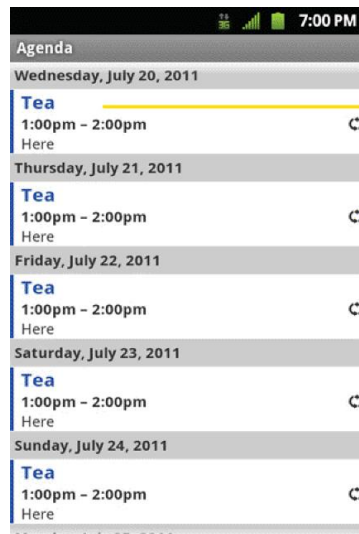 3G 7:00 PM
Agenda
Wednesday, July 20, 2011
Tea
1:00pm – 2:00pm
Here
Thursday, July 21, 2011
Tea
1:00pm – 2:00pm
Here
Friday, July 22, 2011
Tea
1:00pm – 2:00pm
Here
Saturday, July 23, 2011
Tea
1:00pm – 2:00pm
Here
Sunday, July 24, 2011
Tea
1:00pm – 2:00pm
Here